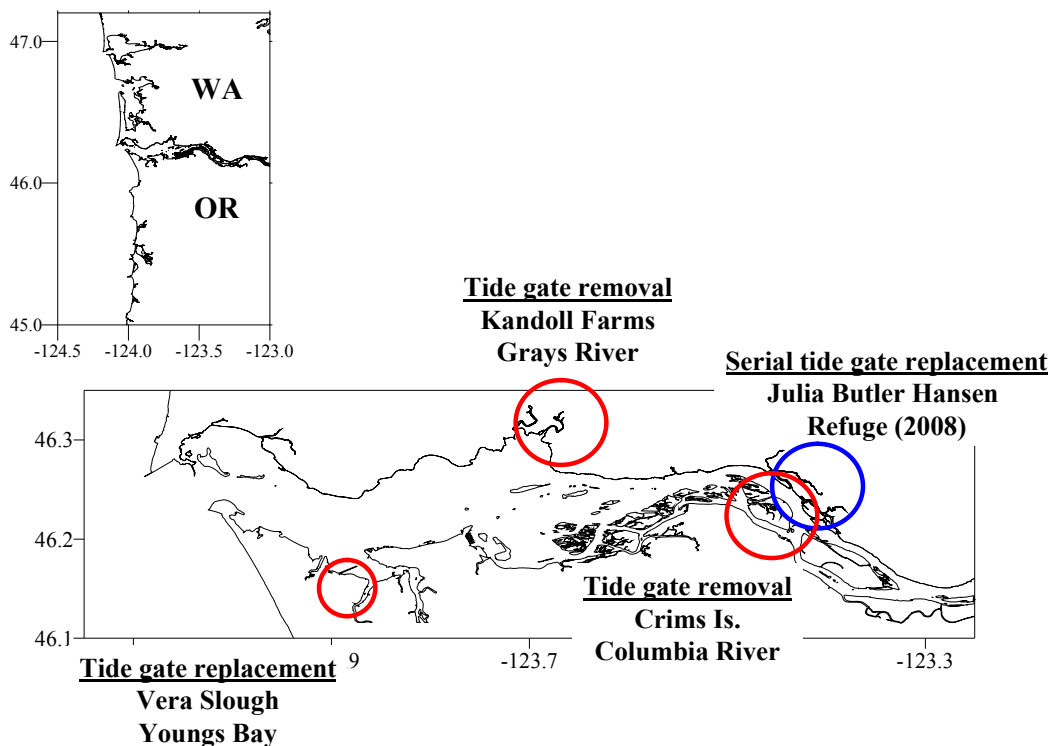 47.0
WA
46.0
OR
45.0
-124.5 -124.0 -123.5 -123.0
Tide gate removal
Kandoll Farms
Grays River
Serial tide gate replacement
Julia Butler Hansen
Refuge (2008)
46.3
46.2
46.1
Tide gate removal
Crims Is.
Columbia River
9 -123.7 -123.3
Tide gate replacement
Vera Slough
Youngs Bay